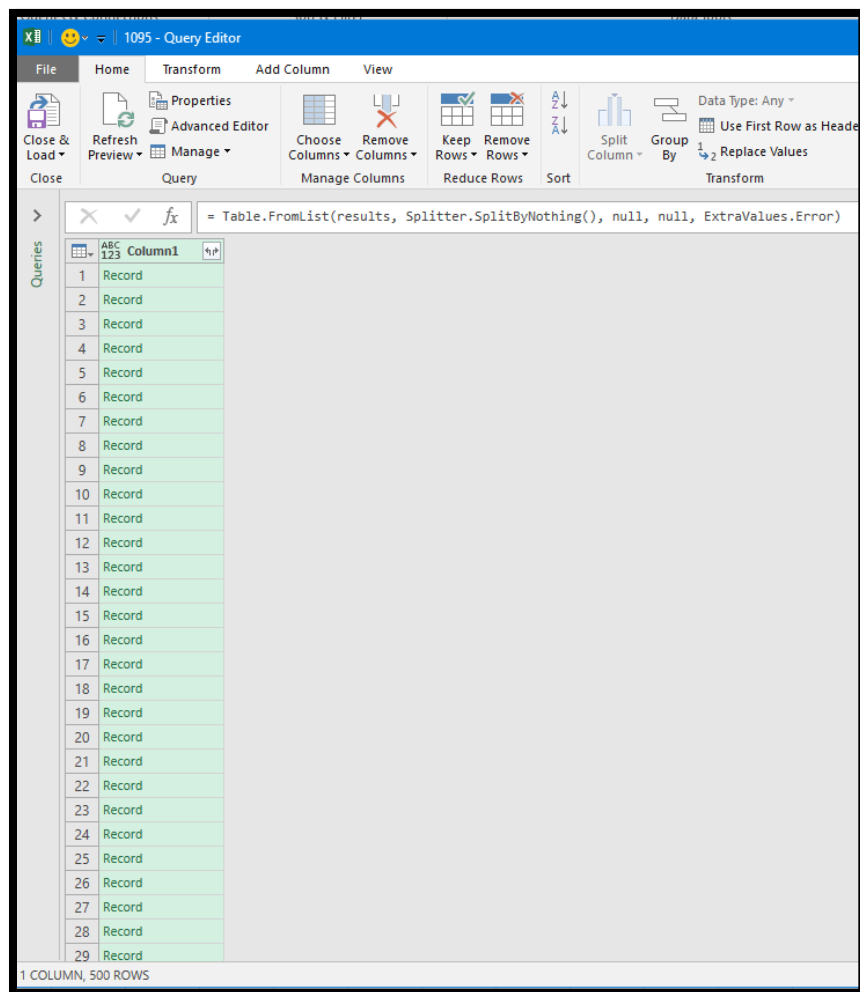 1095 - Query Editor
File Home Transform Add Column View
Close & Load
Refresh Preview
Properties
Advanced Editor
Manage
Choose Columns
Remove Columns
Keep Rows
Remove Rows
A Z
Z A
Split Column
Group By
Data Type: Any
Use First Row as Heade
1 2 Replace Values
Close Query Manage Columns Reduce Rows Sort Transform
fx = Table.FromList(results, Splitter.SplitByNothing(), null, null, ExtraValues.Error)
Queries
ABC 123 Column1
1 Record
2 Record
3 Record
4 Record
5 Record
6 Record
7 Record
8 Record
9 Record
10 Record
11 Record
12 Record
13 Record
14 Record
15 Record
16 Record
17 Record
18 Record
19 Record
20 Record
21 Record
22 Record
23 Record
24 Record
25 Record
26 Record
27 Record
28 Record
29 Record
1 COLUMN, 500 ROWS